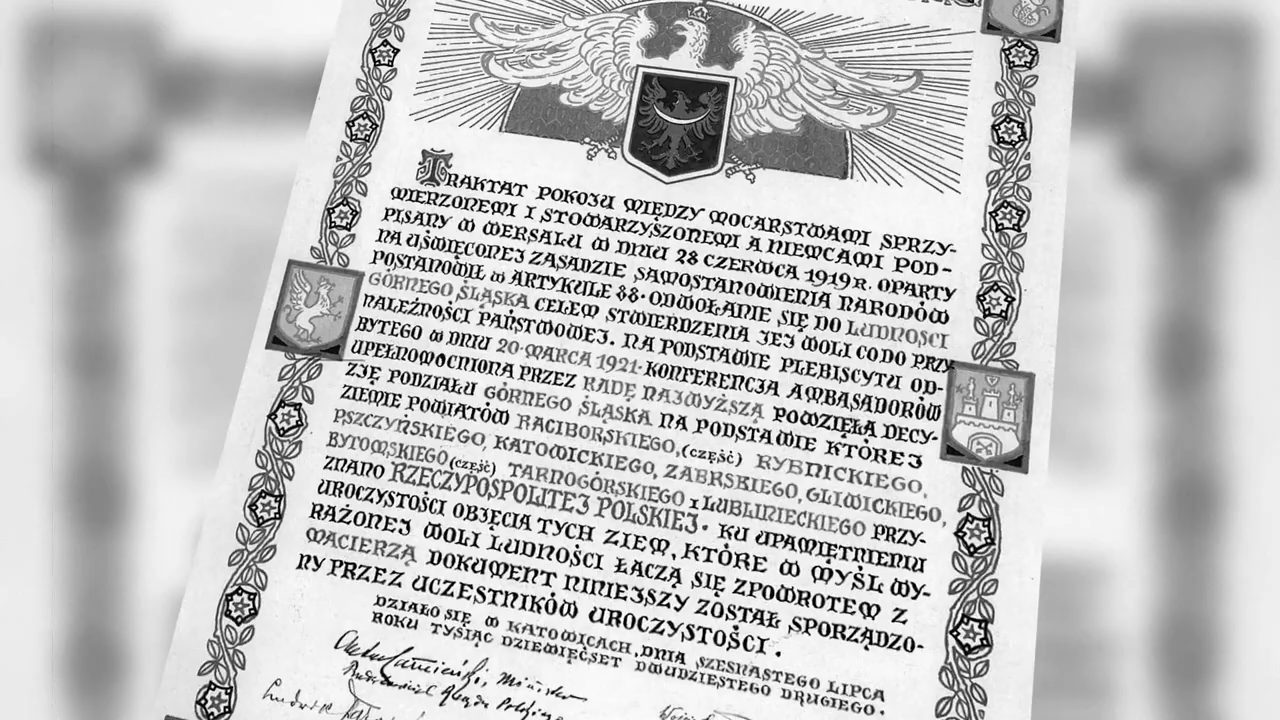 TRAKTAT POKOJU MIĘDZY MOCARSTWAMI SPRZY-
MIERZONEMI I STOWARZYSZONEMI A NIEMCAMI POD-
PISANY W WERSALU W DNIU 28 CZERWCA 1919 R. OPARTY
NA UŚWIĘCONEJ ZASADZIE SAMOSTANOWIENIA NARODÓW
POSTANOWIŁ W ARTYKULE 88. ODWOŁANIE SIĘ DO LUDNOŚCI
GÓRNEGO ŚLĄSKA CELEM STWIERDZENIA JEJ WOLI CO DO PRZY
NALEŻNOŚCI PAŃSTWOWEJ. NA PODSTAWIE PLEBISCYTU OD-
BYTEGO W DNIU 20 MARCA 1921 KONFERENCJA AMBASADORÓW
UPEŁNOMOCNIONA PRZEZ RADĘ NAJWYŻSZĄ POWZIĘŁA DECY-
ZJĘ PODZIAŁU GÓRNEGO ŚLĄSKA NA PODSTAWIE KTÓREJ
ZIEMIE POWIATÓW RACIBORSKIEGO, (CZĘŚĆ) RYBNICKIEGO,
PSZCZYŃSKIEGO, KATOWICKIEGO, ZABRSKIEGO, GLIWICKIEGO,
BYTOMSKIEGO (CZĘŚĆ) TARNOGÓRSKIEGO I LUBLINIECKIEGO PRZY-
ZNANO RZECZYPOSPOLITEJ POLSKIEJ. KU UPAMIĘTNIENIU
UROCZYSTOŚCI OBJĘCIA TYCH ZIEM, KTÓRE W MYŚL WY-
RAŻONEJ WOLI LUDNOŚCI ŁĄCZĄ SIĘ ZPOWROTEM Z
MACIERZĄ DOKUMENT NINIEJSZY ZOSTAŁ SPORZĄDZO-
NY PRZEZ UCZESTNIKÓW UROCZYSTOŚCI.
DZIAŁO SIĘ W KATOWICACH, DNIA SZESNASTEGO LIPCA
ROKU TYSIĄC DZIEWIĘĆSET DWUDZIESTEGO DRUGIEGO.